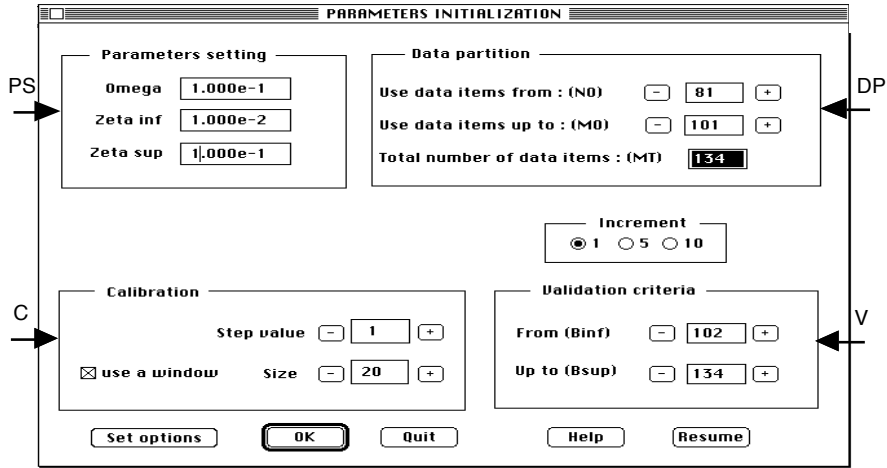 PARAMETERS INITIALIZATION
Parameters setting
Omega 1.000e-1
Zeta inf 1.000e-2
Zeta sup 1.000e-1
PS
Data partition
Use data items from : (N0) - 81 +
Use data items up to : (M0) - 101 +
Total number of data items : (MT) 134
DP
Increment
1 5 10
Calibration
Step value - 1 +
use a window Size - 20 +
C
Validation criteria
From (Binf) - 102 +
Up to (Bsup) - 134 +
V
Set options OK Quit Help Resume